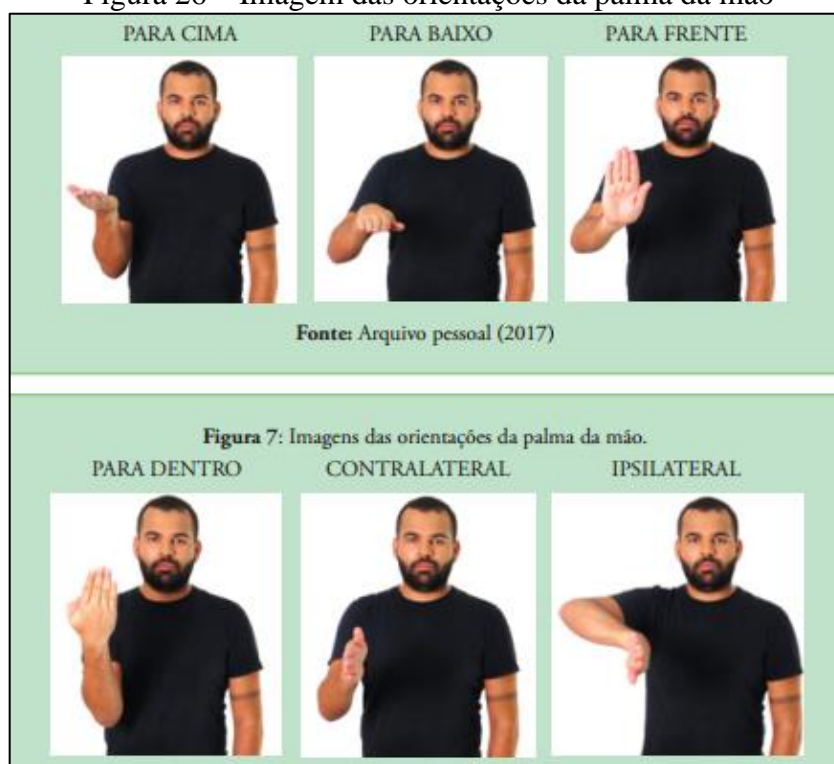 Figura 26 – Imagem das orientações da palma da mão
PARA CIMA PARA BAIXO PARA FRENTE
Fonte: Arquivo pessoal (2017)
Figura 7: Imagens das orientações da palma da mão.
PARA DENTRO CONTRALATERAL IPSILATERAL